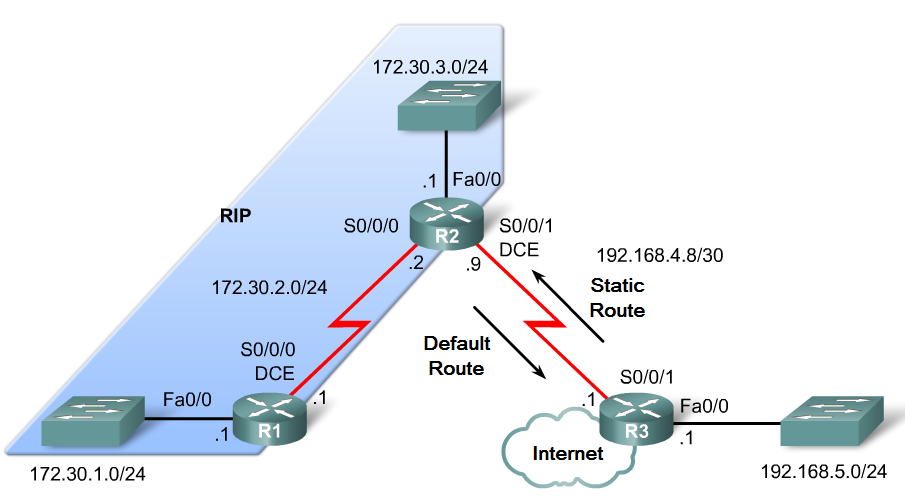 172.30.3.0/24
.1
Fa0/0
RIP
S0/0/0
R2
S0/0/1
DCE
.2
.9
192.168.4.8/30
Static
Route
172.30.2.0/24
Default
Route
S0/0/0
DCE
S0/0/1
Fa0/0
.1
.1
Fa0/0
.1
R1
R3
.1
Internet
172.30.1.0/24
192.168.5.0/24